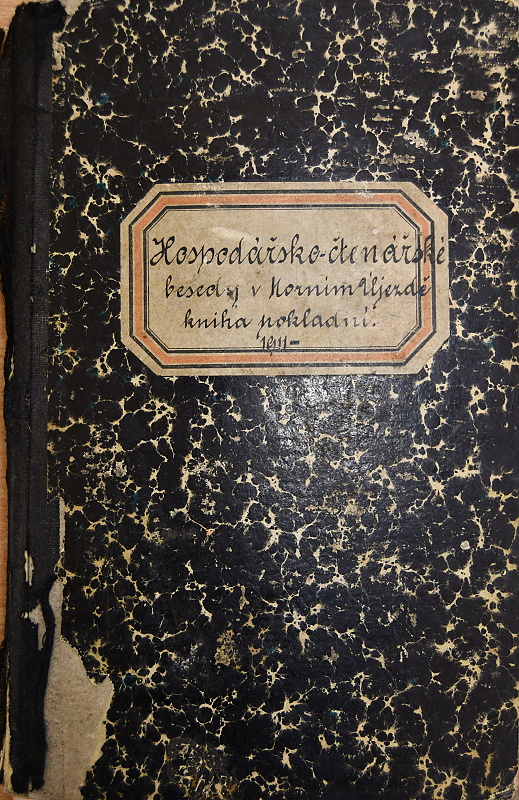 Hospodářsko-čtenářské
besedy v Horním Újezdě
kniha pokladní.
1911-